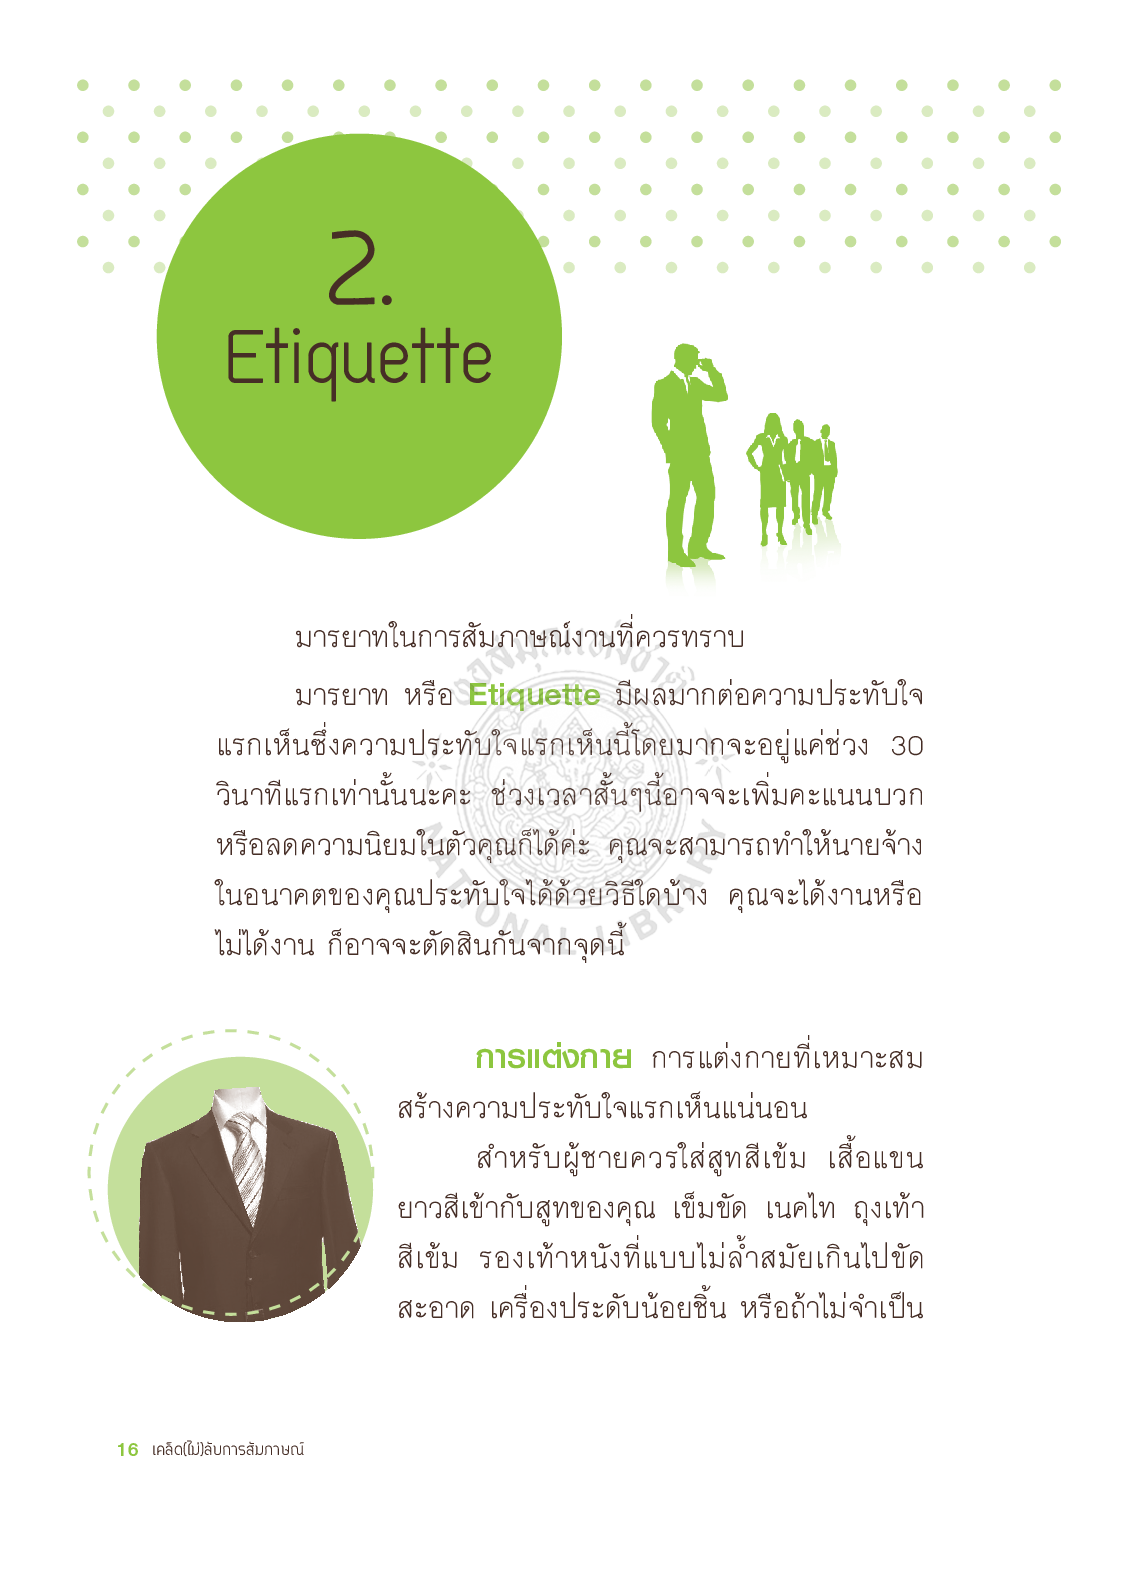 2.
Etiquette
มารยาทในการสัมภาษณ์งานที่ควรทราบ
มารยาท หรือ Etiquette มีผลมากต่อความประทับใจ
แรกเห็นซึ่งความประทับใจแรกเห็นนี้โดยมากจะอยู่แค่ช่วง 30
วินาทีแรกเท่านั้นนะคะ ช่วงเวลาสั้นๆนี้อาจจะเพิ่มคะแนนบวก
หรือลดความนิยมในตัวคุณก็ได้ค่ะ คุณจะสามารถทำให้นายจ้าง
ในอนาคตของคุณประทับใจได้ด้วยวิธีใดบ้าง คุณจะได้งานหรือ
ไม่ได้งาน ก็อาจจะตัดสินกันจากจุดนี้
หอสมุดแห่งชาติ
NATIONAL LIBRARY
การแต่งกาย การแต่งกายที่เหมาะสม
สร้างความประทับใจแรกเห็นแน่นอน
สำหรับผู้ชายควรใส่สูทสีเข้ม เสื้อแขน
ยาวสีเข้ากับสูทของคุณ เข็มขัด เนคไท ถุงเท้า
สีเข้ม รองเท้าหนังที่แบบไม่ล้ำสมัยเกินไปขัด
สะอาด เครื่องประดับน้อยชิ้น หรือถ้าไม่จำเป็น
16 เคล็ด(ไม่)ลับการสัมภาษณ์